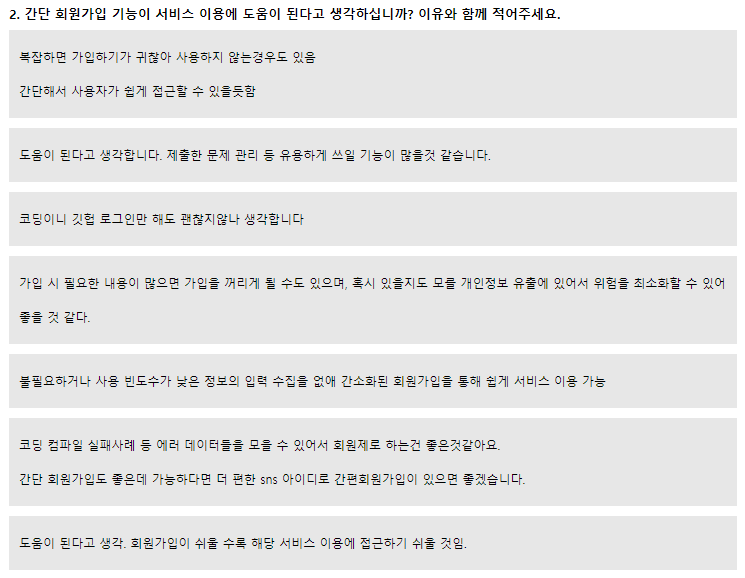 2. 간단 회원가입 기능이 서비스 이용에 도움이 된다고 생각하십니까? 이유와 함께 적어주세요.
복잡하면 가입하기가 귀찮아 사용하지 않는경우도 있음
간단해서 사용자가 쉽게 접근할 수 있을듯함
도움이 된다고 생각합니다. 제출한 문제 관리 등 유용하게 쓰일 기능이 많을것 같습니다.
코딩이니 깃헙 로그인만 해도 괜찮지않나 생각합니다
가입 시 필요한 내용이 많으면 가입을 꺼리게 될 수도 있으며, 혹시 있을지도 모를 개인정보 유출에 있어서 위험을 최소화할 수 있어
좋을 것 같다.
불필요하거나 사용 빈도수가 낮은 정보의 입력 수집을 없애 간소화된 회원가입을 통해 쉽게 서비스 이용 가능
코딩 컴파일 실패사례 등 에러 데이터들을 모을 수 있어서 회원제로 하는건 좋은것같아요.
간단 회원가입도 좋은데 가능하다면 더 편한 sns 아이디로 간편회원가입이 있으면 좋겠습니다.
도움이 된다고 생각. 회원가입이 쉬울 수록 해당 서비스 이용에 접근하기 쉬울 것임.